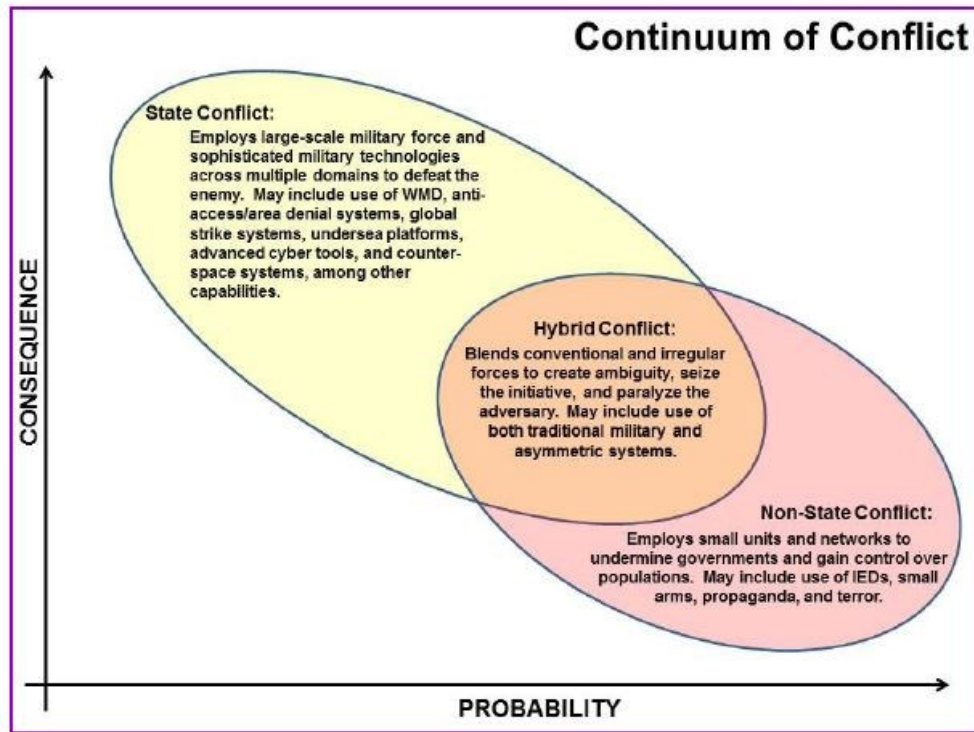 Continuum of Conflict
State Conflict:
Employs large-scale military force and
sophisticated military technologies
across multiple domains to defeat the
enemy. May include use of WMD, anti-
access/area denial systems, global
strike systems, undersea platforms,
advanced cyber tools, and counter-
space systems, among other
capabilities.
Hybrid Conflict:
Blends conventional and irregular
forces to create ambiguity, seize
the initiative, and paralyze the
adversary. May include use of
both traditional military and
asymmetric systems.
Non-State Conflict:
Employs small units and networks to
undermine governments and gain control over
populations. May include use of IEDs, small
arms, propaganda, and terror.
CONSEQUENCE
PROBABILITY